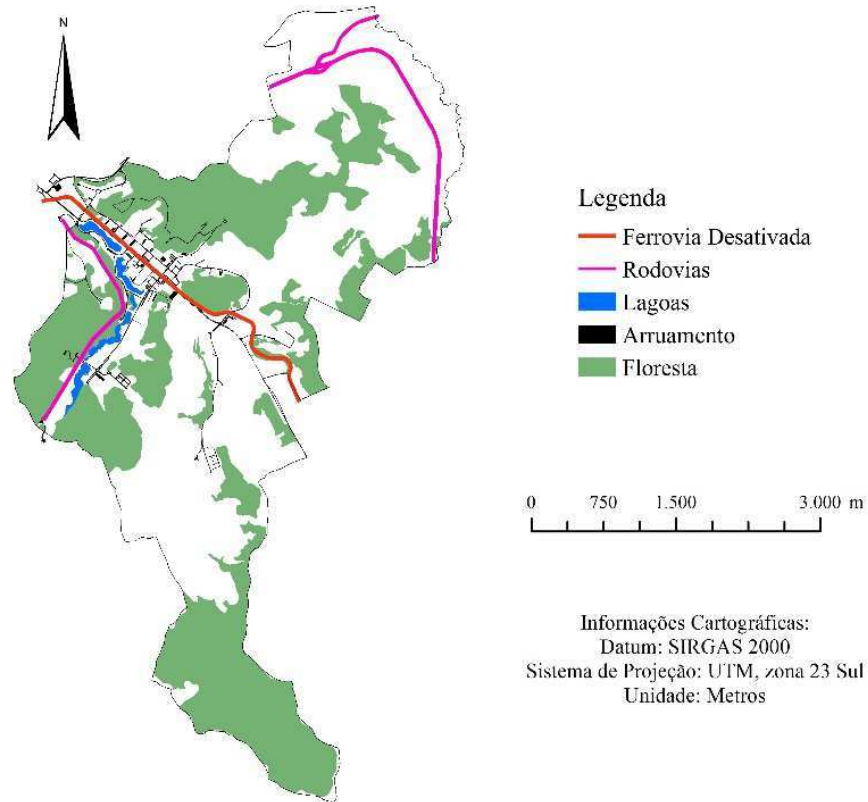 N
Legenda
Ferrovia Desativada
Rodovias
Lagoas
Arruamento
Floresta
0 750 1.500 3.000 m
Informações Cartográficas:
Datum: SIRGAS 2000
Sistema de Projeção: UTM, zona 23 Sul
Unidade: Metros